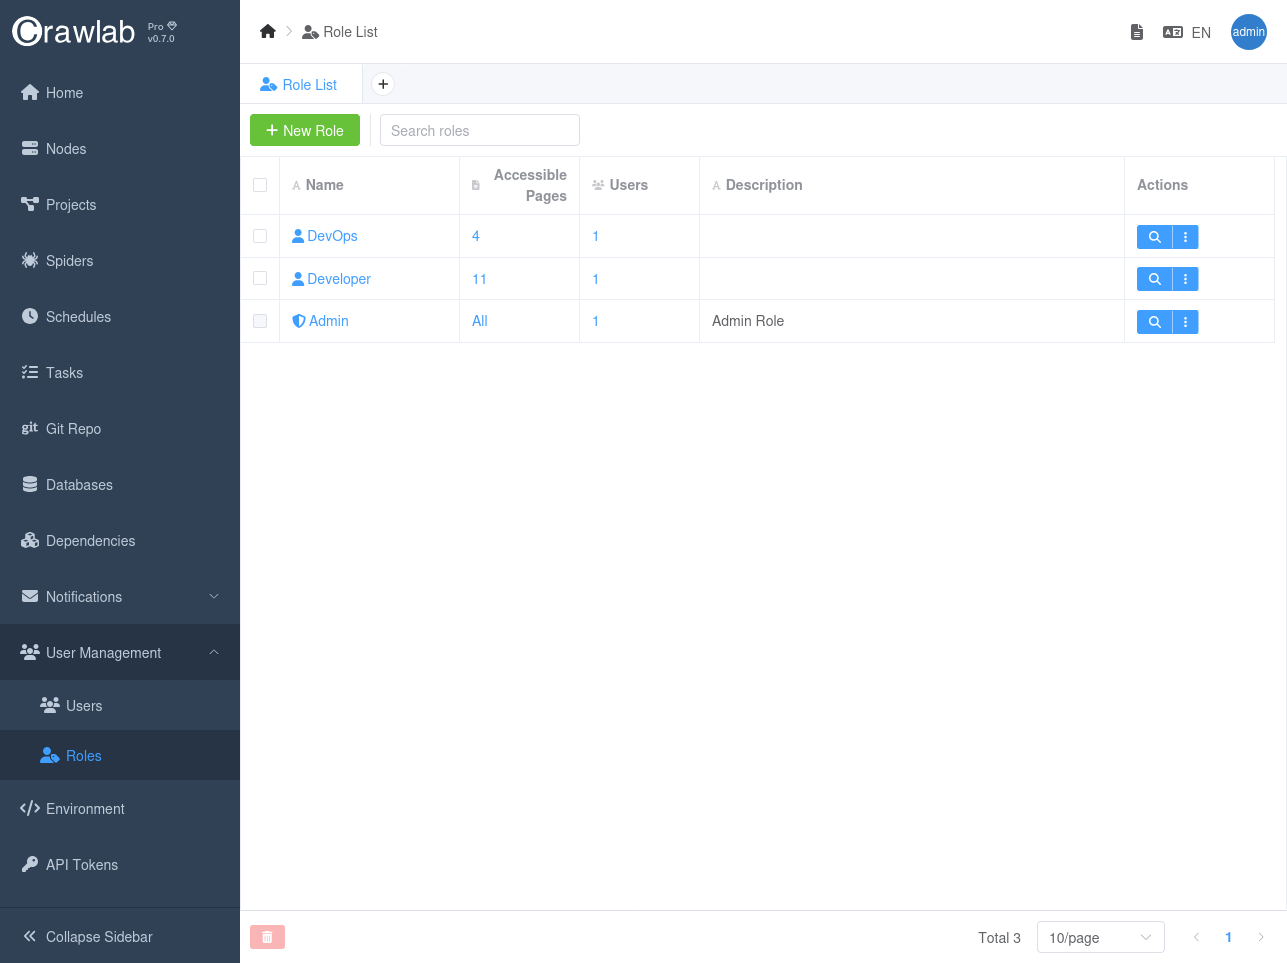 Crawlab
Pro
v0.7.0
Home
Nodes
Projects
Spiders
Schedules
Tasks
git Git Repo
Databases
Dependencies
Notifications
User Management
Users
Roles
Environment
API Tokens
Collapse Sidebar
Role List
EN
admin
Role List
New Role
Search roles
Name
Accessible
Pages
Users
Description
Actions
DevOps 4 1
Developer 11 1
Admin All 1 Admin Role
Total 3
10/page
1